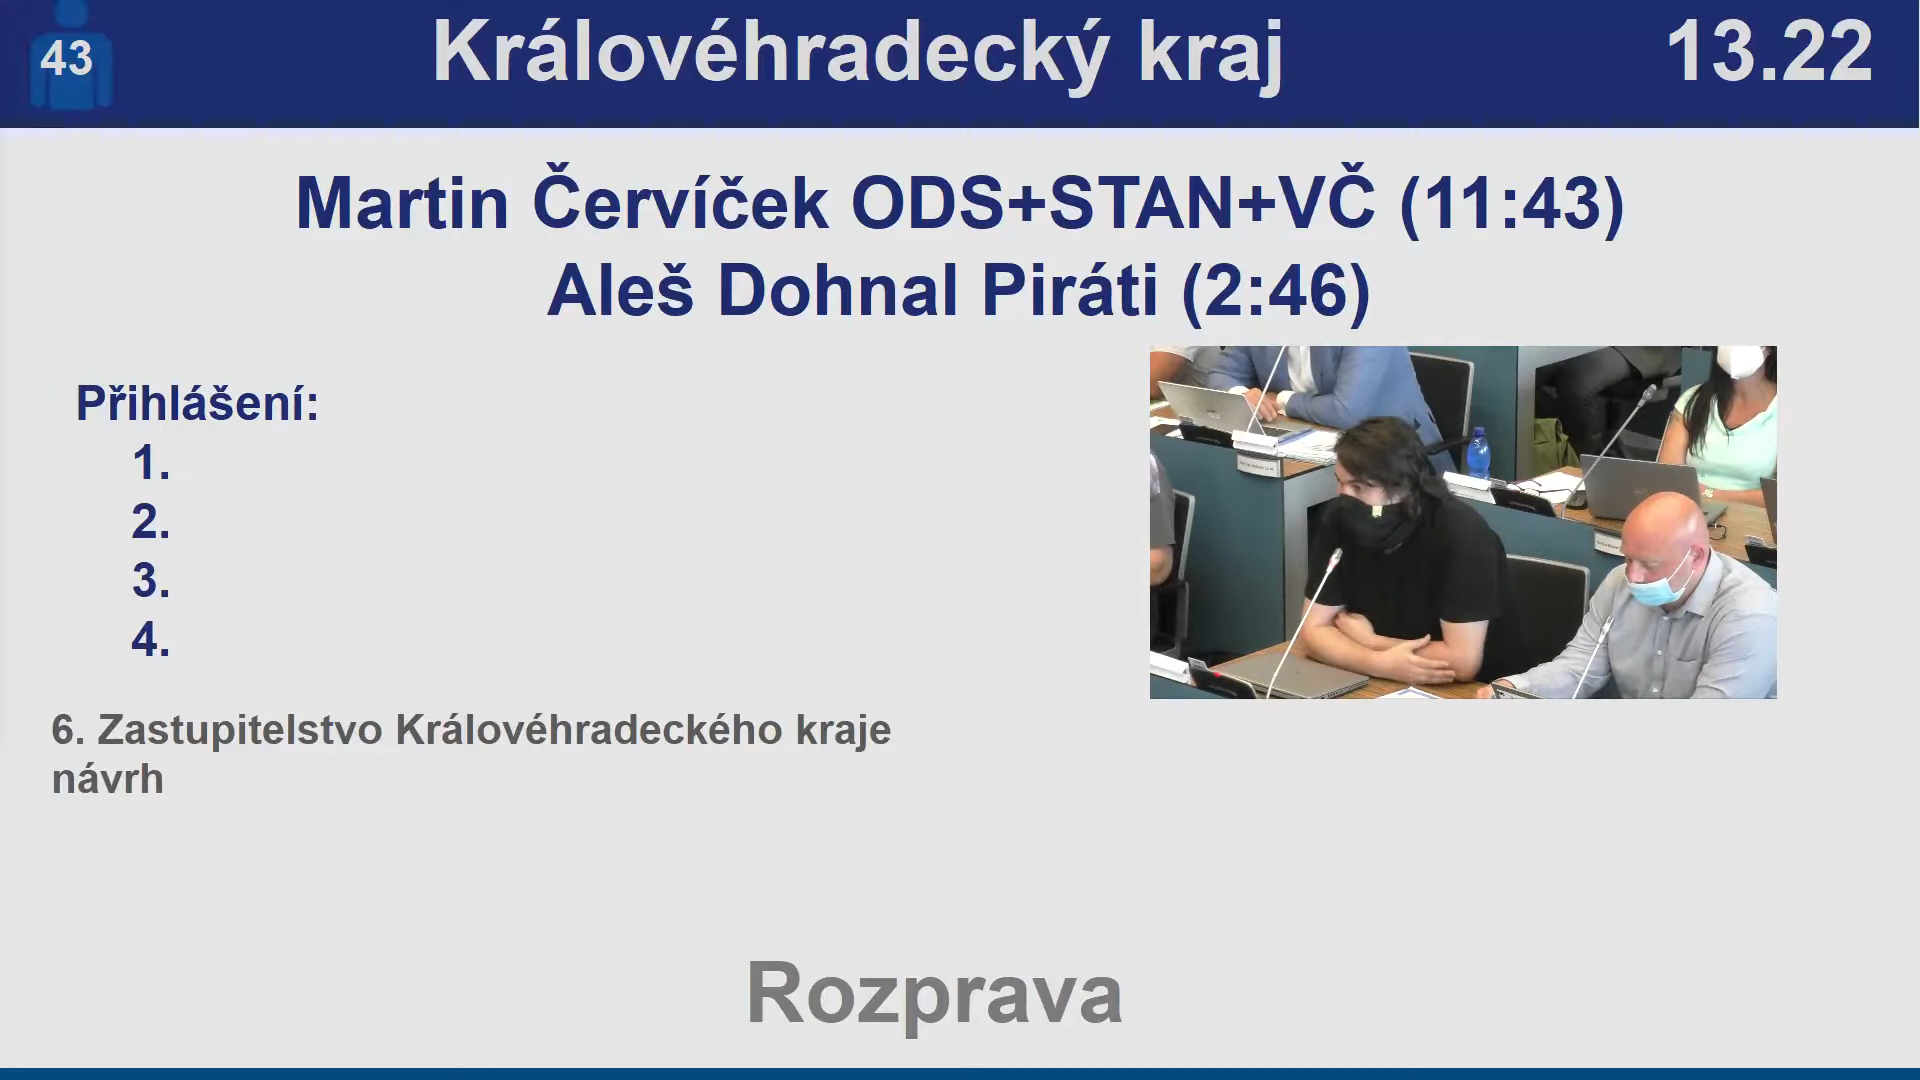 43
Královéhradecký kraj
13.22
Martin Červíček ODS+STAN+VČ (11:43)
Aleš Dohnal Piráti (2:46)
Přihlášení:
1.
2.
3.
4.
6. Zastupitelstvo Královéhradeckého kraje
návrh
Rozprava